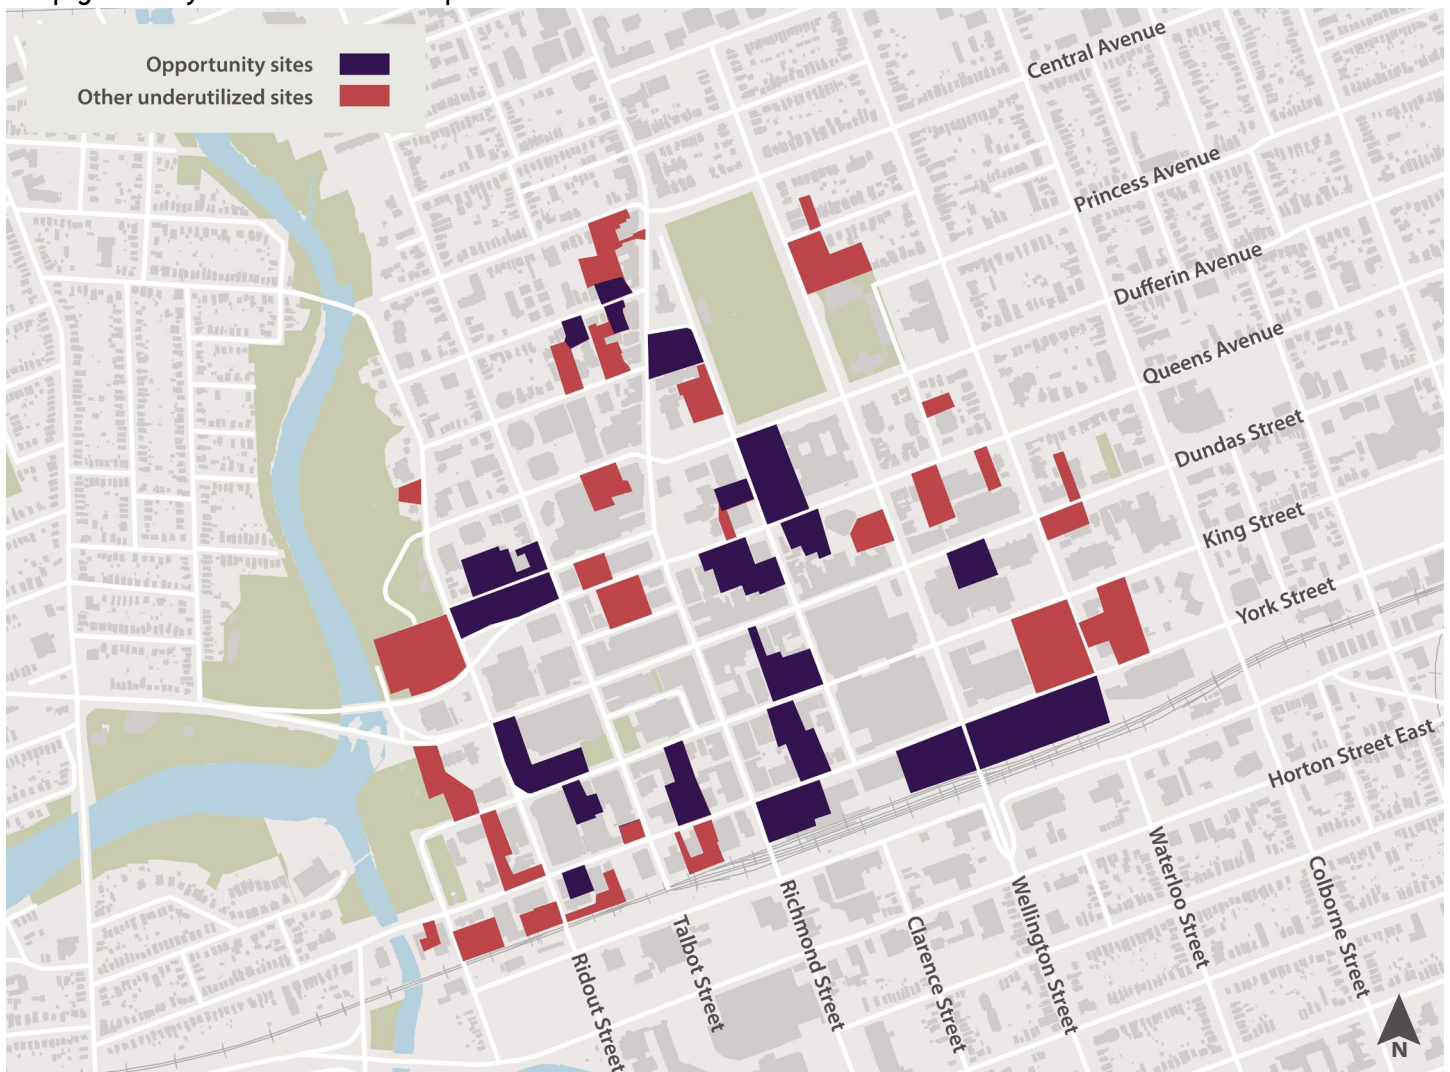 Opportunity sites
Other underutilized sites
Central Avenue
Princess Avenue
Dufferin Avenue
Queens Avenue
Dundas Street
King Street
York Street
Horton Street East
Ridout Street
Talbot Street
Richmond Street
Clarence Street
Wellington Street
Waterloo Street
Colborne Street
N